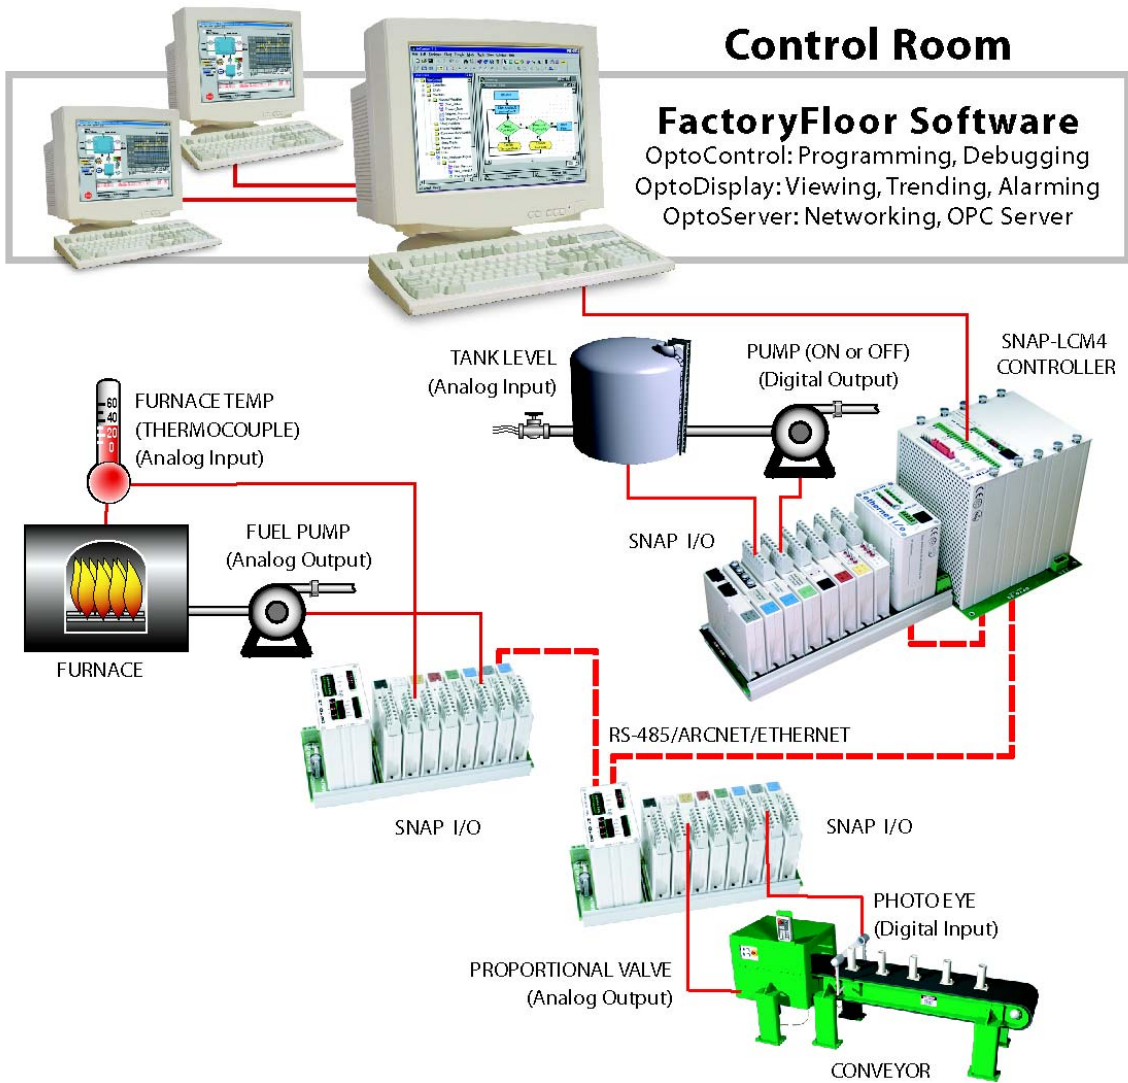 Control Room
FactoryFloor Software
OptoControl: Programming, Debugging
OptoDisplay: Viewing, Trending, Alarming
OptoServer: Networking, OPC Server
TANK LEVEL
(Analog Input)
PUMP (ON or OFF)
(Digital Output)
SNAP-LCM4
CONTROLLER
60
40
20
0
FURNACE TEMP
(THERMOCOUPLE)
(Analog Input)
FUEL PUMP
(Analog Output)
SNAP I/O
ethernet i/o
FURNACE
RS-485/ARCNET/ETHERNET
SNAP I/O
SNAP I/O
PHOTO EYE
(Digital Input)
PROPORTIONAL VALVE
(Analog Output)
CONVEYOR